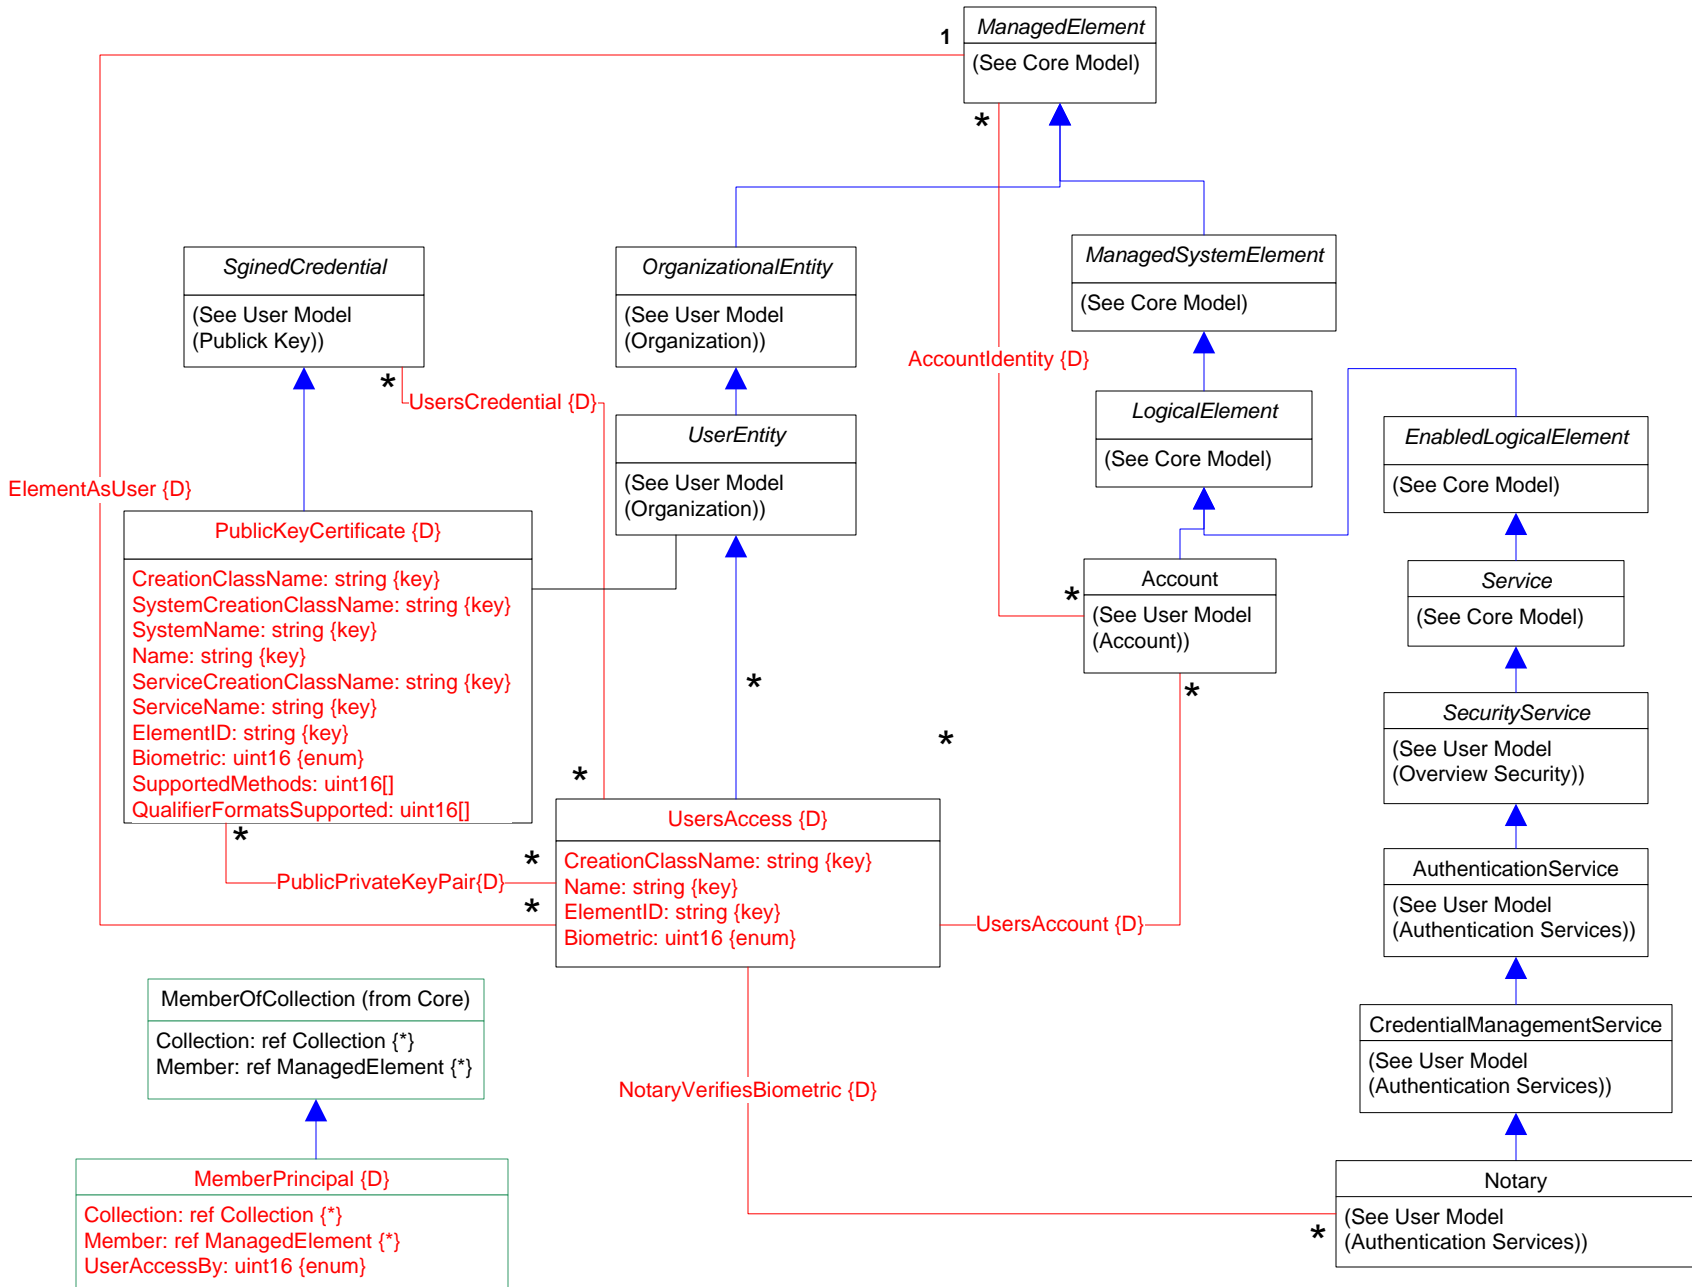 ManagedElement
(See Core Model)
1
*
SginedCredential
(See User Model
(Publick Key))
*
OrganizationalEntity
(See User Model
(Organization))
ManagedSystemElement
(See Core Model)
AccountIdentity {D}
UsersCredential {D}
UserEntity
(See User Model
(Organization))
LogicalElement
(See Core Model)
EnabledLogicalElement
(See Core Model)
ElementAsUser {D}
PublicKeyCertificate {D}
CreationClassName: string {key}
SystemCreationClassName: string {key}
SystemName: string {key}
Name: string {key}
ServiceCreationClassName: string {key}
ServiceName: string {key}
ElementID: string {key}
Biometric: uint16 {enum}
SupportedMethods: uint16[]
QualifierFormatsSupported: uint16[]
*
Account
(See User Model
(Account))
*
*
Service
(See Core Model)
*
*
*
SecurityService
(See User Model
(Overview Security))
UsersAccess {D}
CreationClassName: string {key}
Name: string {key}
ElementID: string {key}
Biometric: uint16 {enum}
*
*
PublicPrivateKeyPair{D}
UsersAccount {D}
AuthenticationService
(See User Model
(Authentication Services))
MemberOfCollection (from Core)
Collection: ref Collection {*}
Member: ref ManagedElement {*}
CredentialManagementService
(See User Model
(Authentication Services))
NotaryVerifiesBiometric {D}
MemberPrincipal {D}
Collection: ref Collection {*}
Member: ref ManagedElement {*}
UserAccessBy: uint16 {enum}
Notary
(See User Model
(Authentication Services))
*